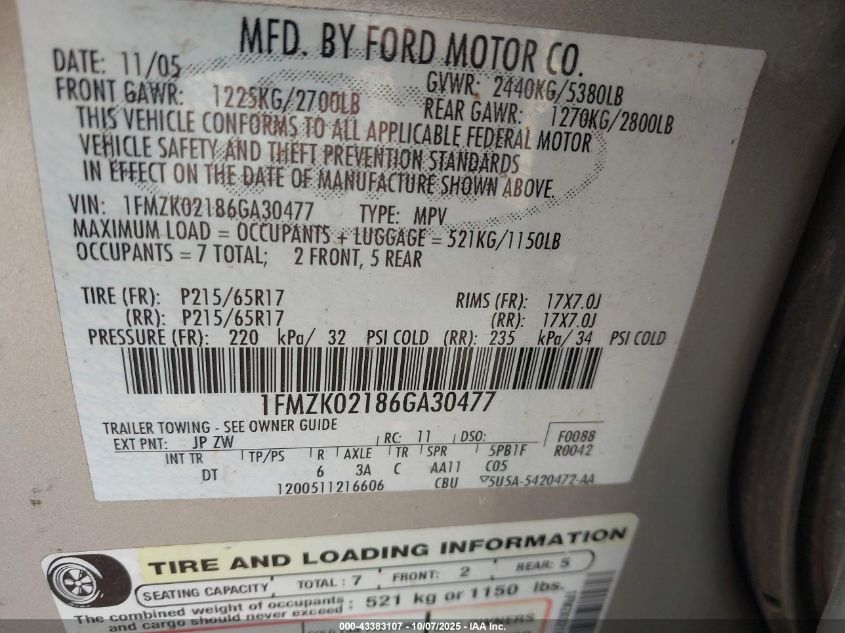 MFD. BY FORD MOTOR CO.
DATE: 11/05 GVWR: 2440KG/5380LB
FRONT GAWR: 1225KG/2700LB REAR GAWR: 1270KG/2800LB
THIS VEHICLE CONFORMS TO ALL APPLICABLE FEDERAL MOTOR
VEHICLE SAFETY AND THEFT PREVENTION STANDARDS
IN EFFECT ON THE DATE OF MANUFACTURE SHOWN ABOVE.
VIN: 1FMZK02186GA30477 TYPE: MPV
MAXIMUM LOAD = OCCUPANTS + LUGGAGE = 521KG/1150LB
OCCUPANTS = 7 TOTAL; 2 FRONT, 5 REAR
TIRE (FR): P215/65R17 RIMS (FR): 17X7.0J
(RR): P215/65R17 (RR): 17X7.0J
PRESSURE (FR): 220 kPa/ 32 PSI COLD (RR): 235 kPa/ 34 PSI COLD
1FMZK02186GA30477
TRAILER TOWING - SEE OWNER GUIDE
EXT PNT: JP ZW RC: 11 DSO: F0088
INT TR TP/PS R AXLE TR SPR 5PB1F R0042
DT 6 3A C AA11 C05
1200511216606 CBU 5U5A-5420472-AA
TIRE AND LOADING INFORMATION
SEATING CAPACITY TOTAL : 7 FRONT: 2 REAR: 5
The combined weight of occupants : 521 kg or 1150 lbs.
and cargo should never exceed :
000-43383107 - 10/07/2025 - IAA Inc.